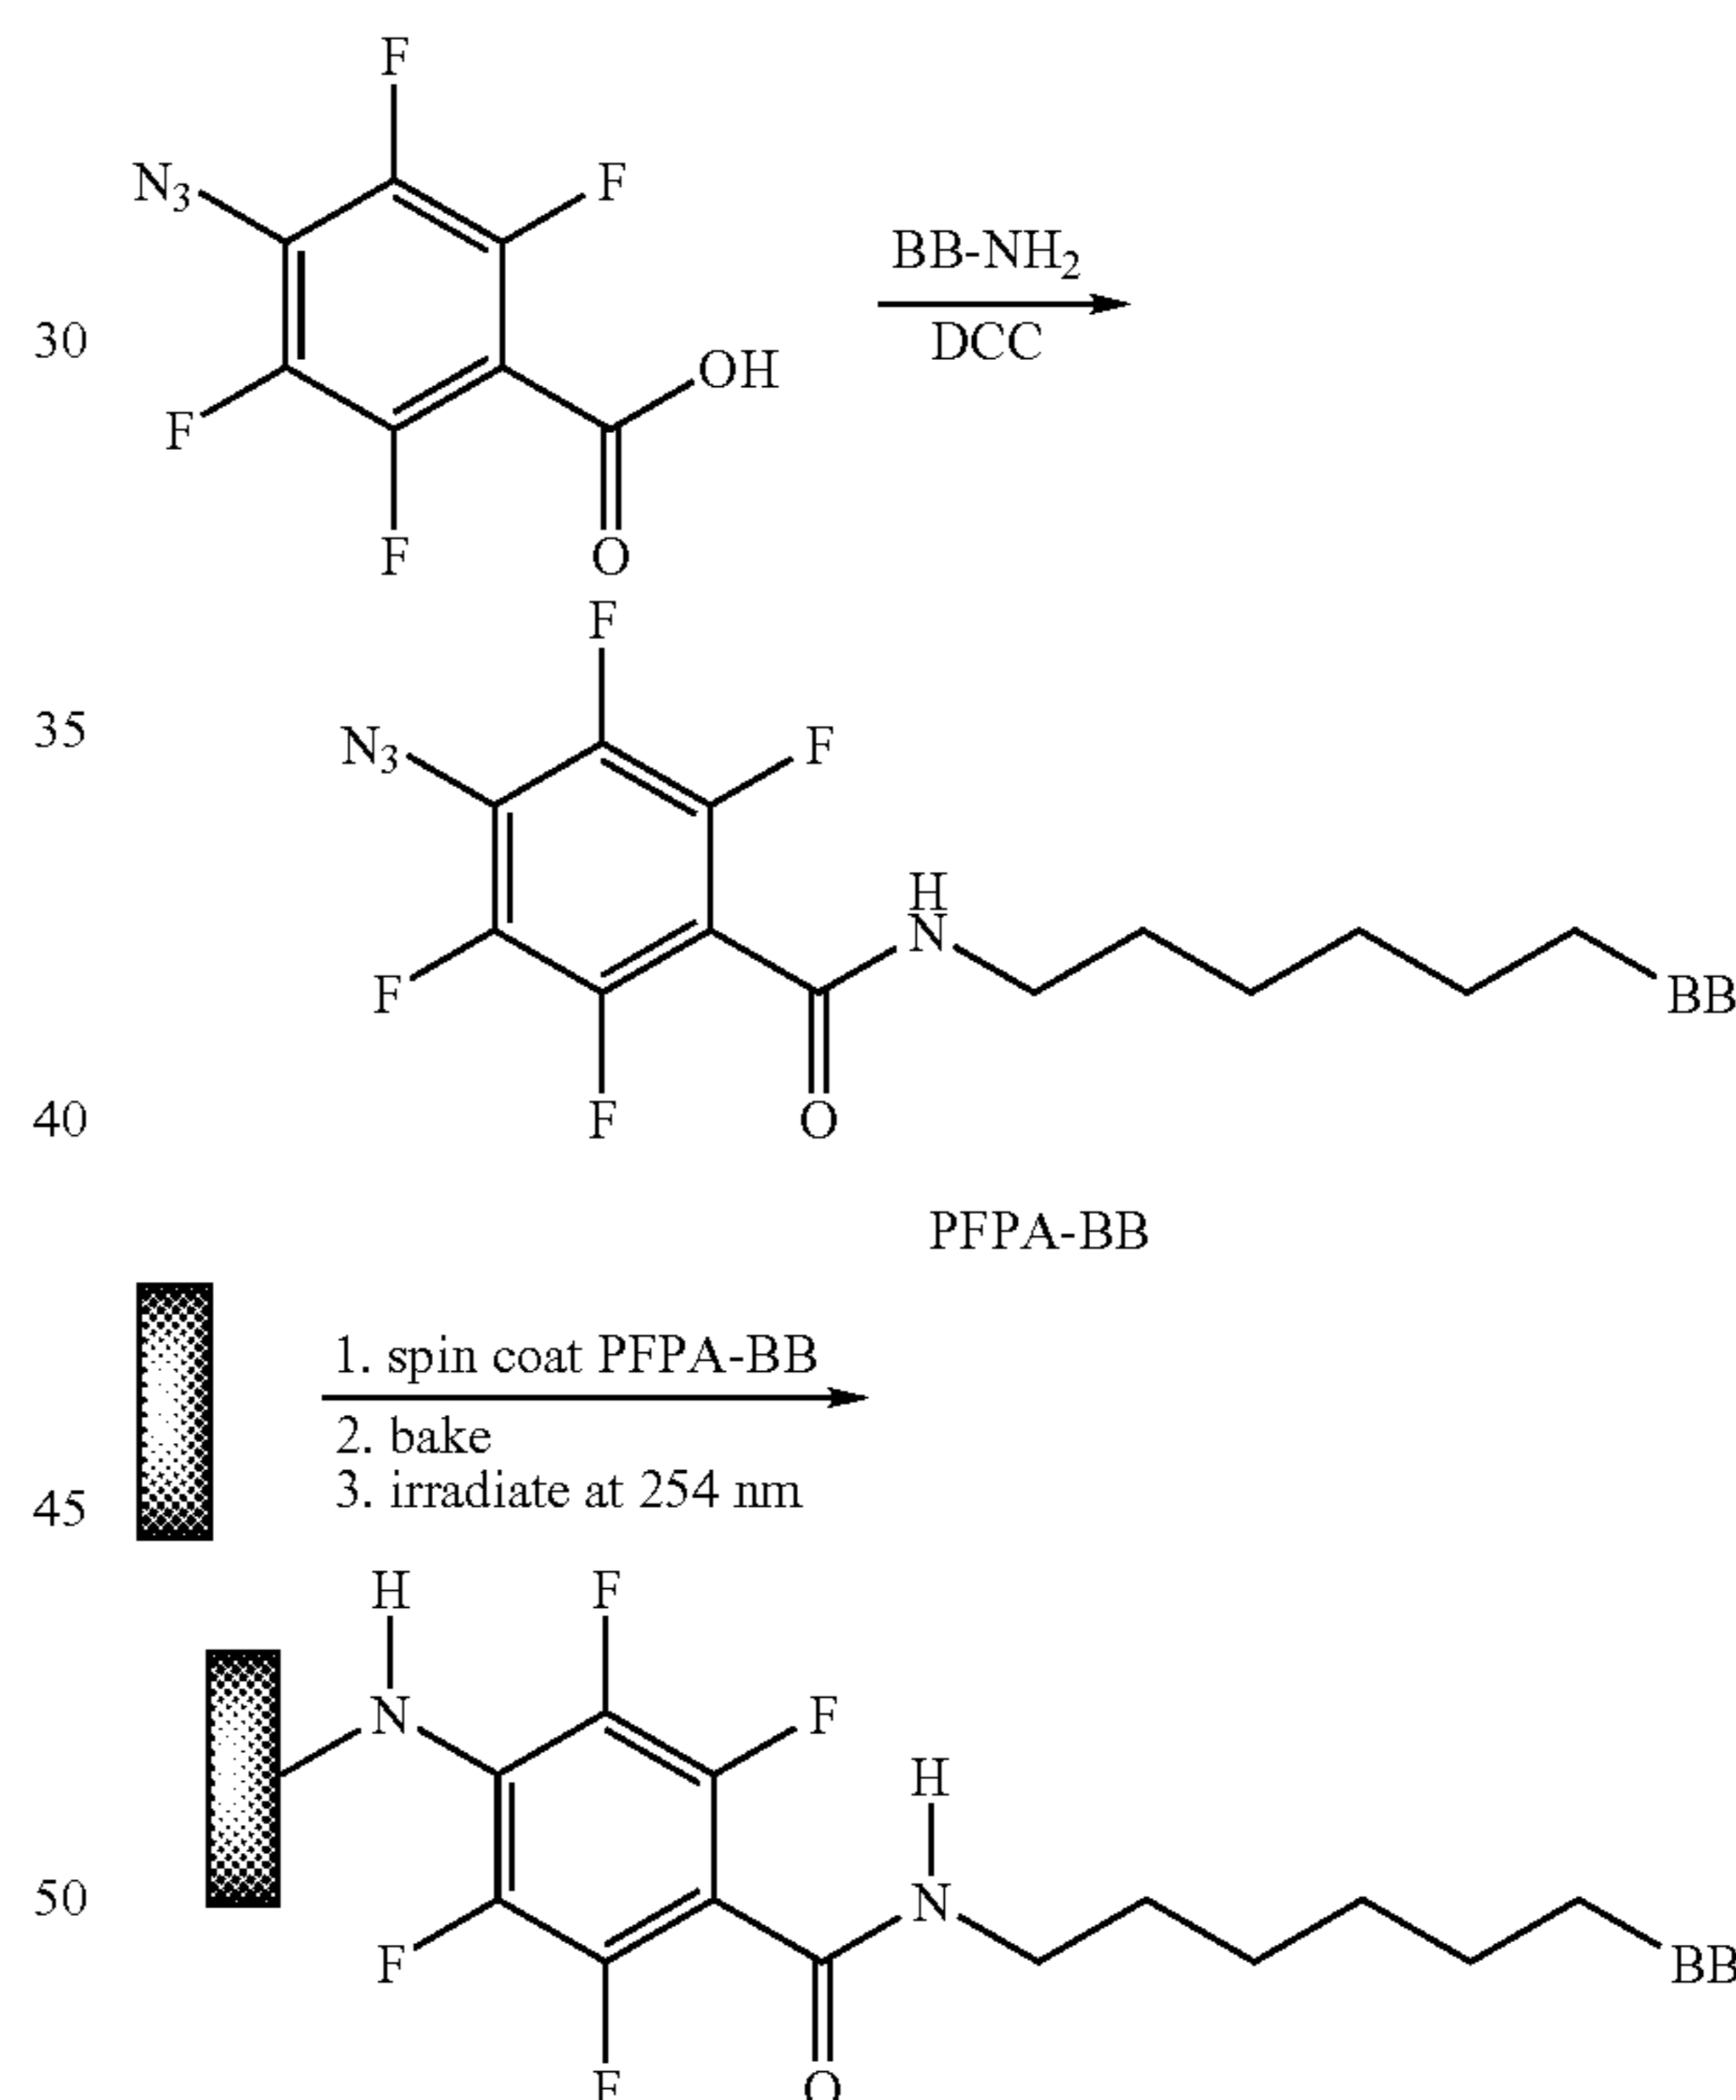 F
N₃
F
BB-NH₂
30
DCC
OH
F
F
O
F
35
N₃
F
H
N
F
BB
40
F
O
PFPA-BB
1. spin coat PFPA-BB
2. bake
45
3. irradiate at 254 nm
H
F
N
F
H
50
N
F
BB
F
O